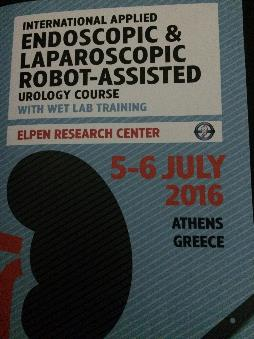 INTERNATIONAL APPLIED
ENDOSCOPIC &
LAPAROSCOPIC
ROBOT-ASSISTED
UROLOGY COURSE
WITH WET LAB TRAINING
ELPEN RESEARCH CENTER
5-6 JULY
2016
ATHENS
GREECE